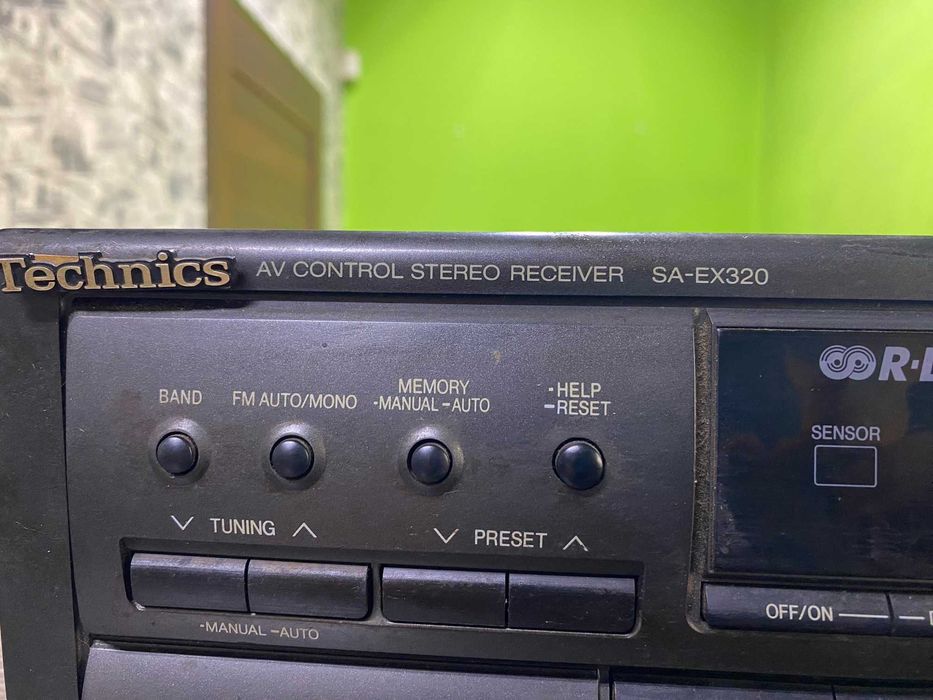 Technics AV CONTROL STEREO RECEIVER SA-EX320
BAND
FM AUTO/MONO
MEMORY
-MANUAL -AUTO
-HELP
-RESET
SENSOR
TUNING
PRESET
-MANUAL -AUTO
OFF/ON